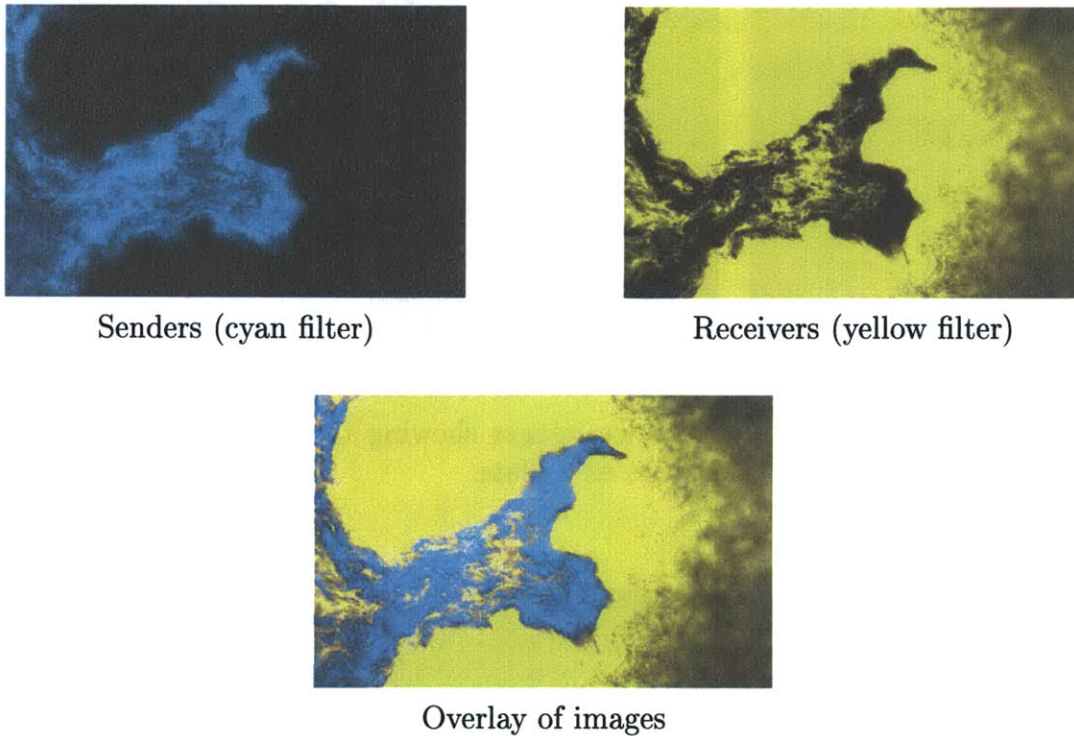 Senders (cyan filter)
Receivers (yellow filter)
Overlay of images